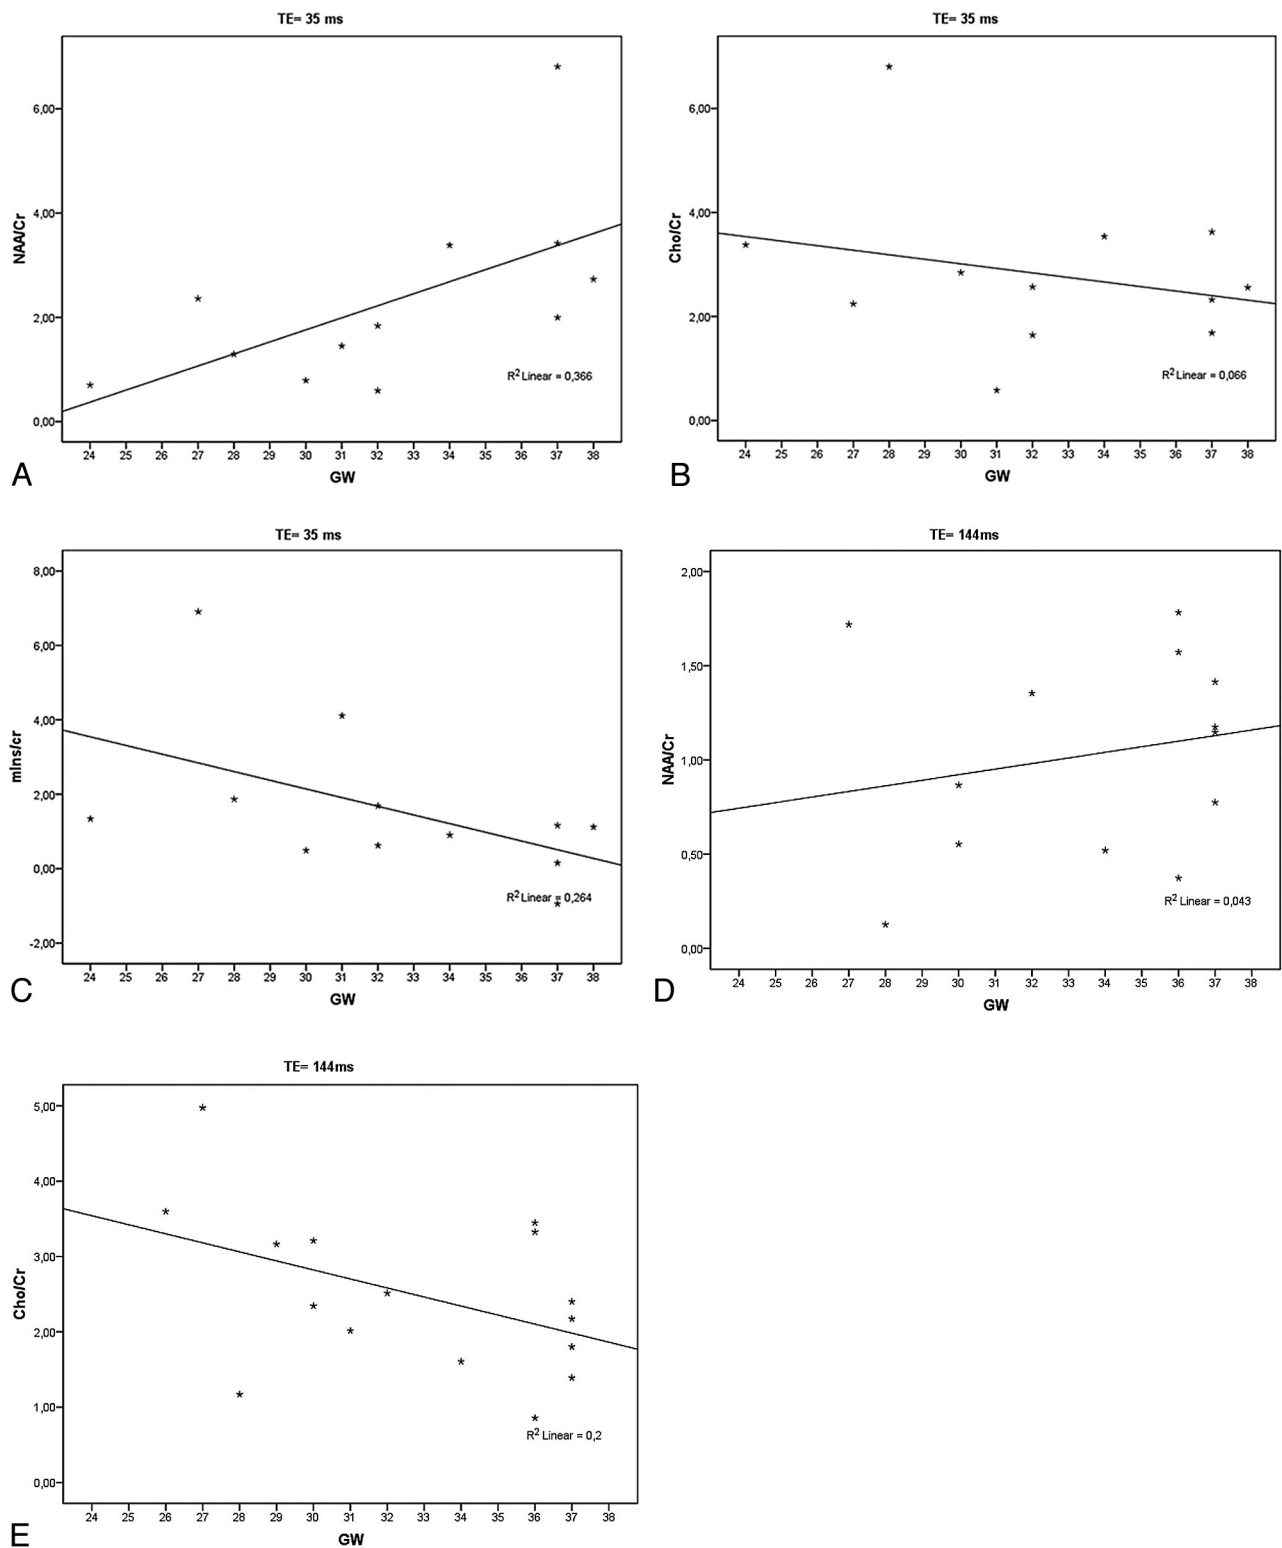 TE= 35 ms
NAA/Cr
6,00
4,00
2,00
0,00
R2 Linear = 0,366
24 25 26 27 28 29 30 31 32 33 34 35 36 37 38
GW
A
TE= 35 ms
Cho/Cr
6,00
4,00
2,00
0,00
R2 Linear = 0,066
24 25 26 27 28 29 30 31 32 33 34 35 36 37 38
GW
B
TE= 35 ms
mIns/cr
8,00
6,00
4,00
2,00
0,00
-2,00
R2 Linear = 0,264
24 25 26 27 28 29 30 31 32 33 34 35 36 37 38
GW
C
TE= 144ms
NAA/Cr
2,00
1,50
1,00
0,50
0,00
R2 Linear = 0,043
24 25 26 27 28 29 30 31 32 33 34 35 36 37 38
GW
D
TE= 144ms
Cho/Cr
5,00
4,00
3,00
2,00
1,00
0,00
R2 Linear = 0,2
24 25 26 27 28 29 30 31 32 33 34 35 36 37 38
GW
E